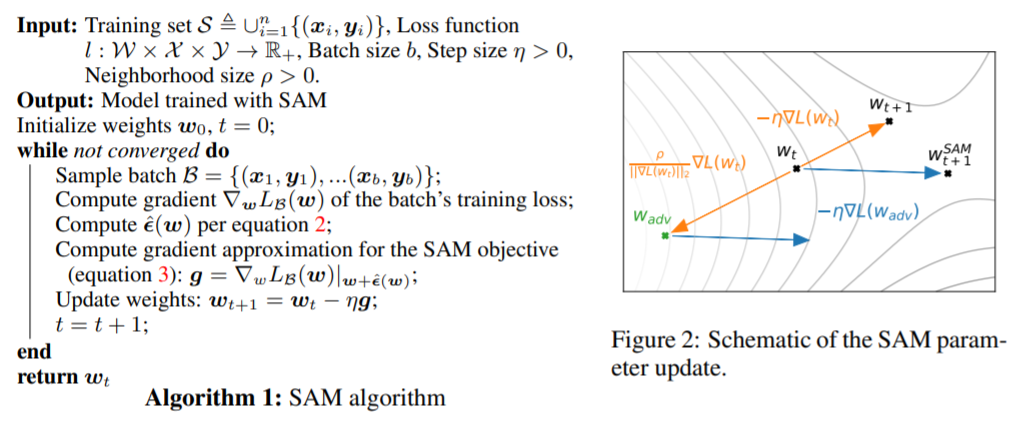 Input: Training set 𝒮 ≜ ∪ⁿᵢ₌₁{(𝒙ᵢ, 𝒚ᵢ)}, Loss function
l : 𝒲 × 𝒳 × 𝒴 → ℝ₊, Batch size b, Step size η > 0,
Neighborhood size ρ > 0.
Output: Model trained with SAM
Initialize weights 𝒘₀, t = 0;
while not converged do
Sample batch ℬ = {(𝒙₁, 𝒚₁), ...(𝒙_b, 𝒚_b)};
Compute gradient ∇_𝒘 L_ℬ(𝒘) of the batch's training loss;
Compute ε̂(𝒘) per equation 2;
Compute gradient approximation for the SAM objective
(equation 3): 𝒈 = ∇_w L_ℬ(𝒘)|_{𝒘+ε̂(𝒘)};
Update weights: 𝒘_{t+1} = 𝒘_t − η𝒈;
t = t + 1;
end
return 𝒘_t
Algorithm 1: SAM algorithm
w_{t+1}
−η∇L(w_t)
w_t
w_{t+1}^{SAM}
ρ/||∇L(w_t)||₂ ∇L(w_t)
w_adv
−η∇L(w_adv)
Figure 2: Schematic of the SAM param-
eter update.